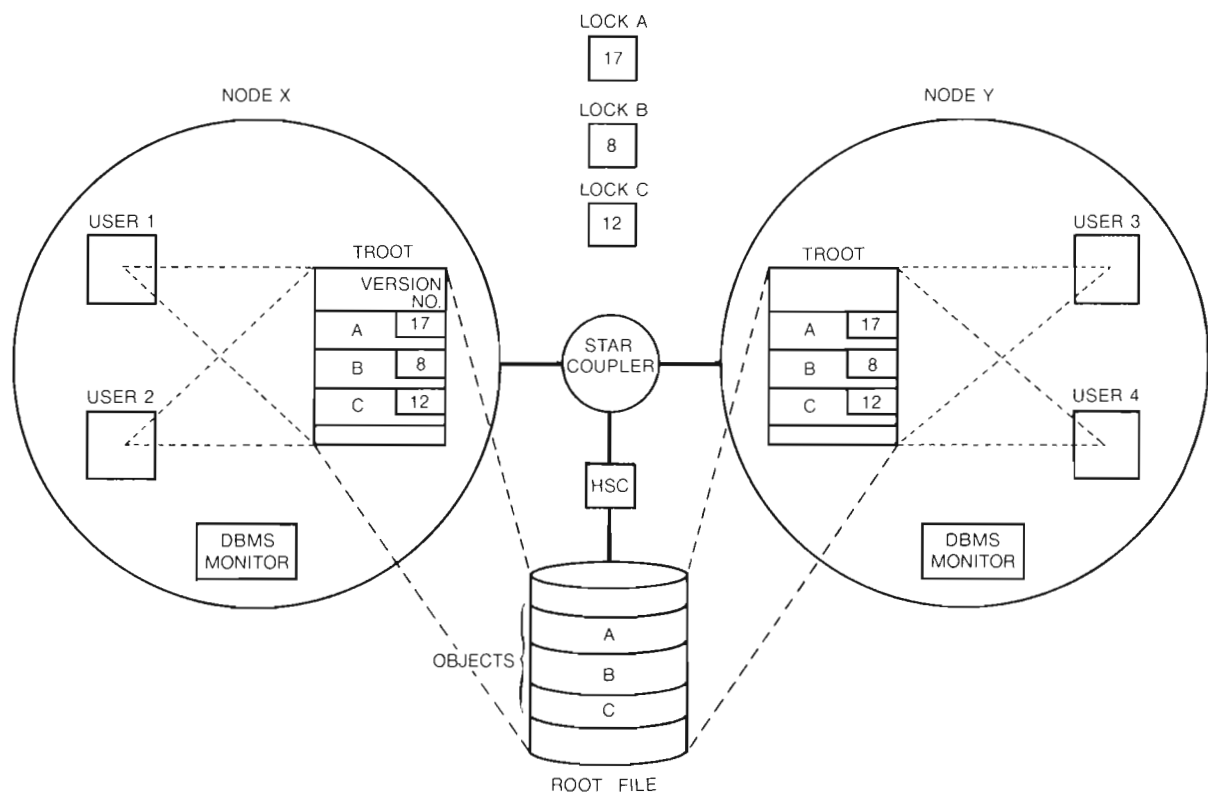 LOCK A
17
LOCK B
8
LOCK C
12
NODE X
USER 1
USER 2
TROOT
VERSION
NO.
A 17
B 8
C 12
DBMS
MONITOR
STAR
COUPLER
HSC
NODE Y
TROOT
A 17
B 8
C 12
USER 3
USER 4
DBMS
MONITOR
OBJECTS
A
B
C
ROOT FILE